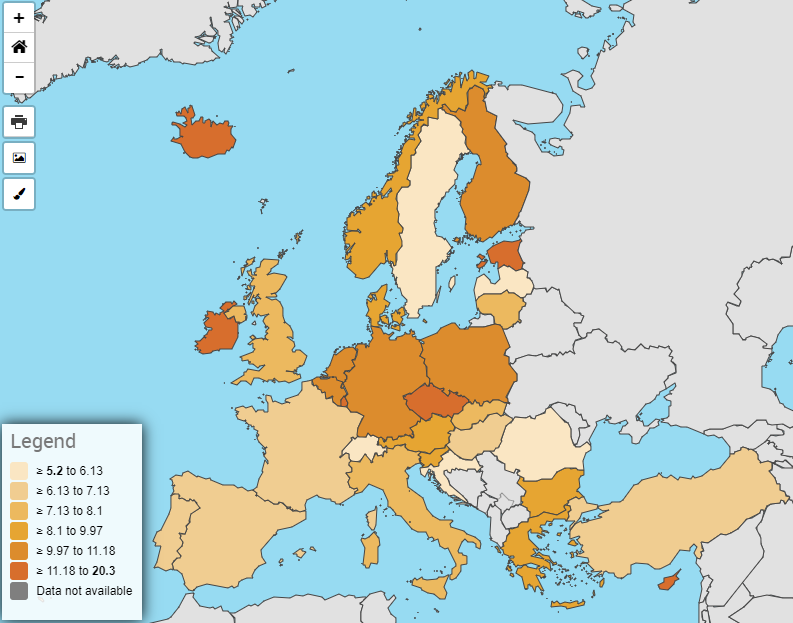 +
−
Legend
≥ 5.2 to 6.13
≥ 6.13 to 7.13
≥ 7.13 to 8.1
≥ 8.1 to 9.97
≥ 9.97 to 11.18
≥ 11.18 to 20.3
Data not available